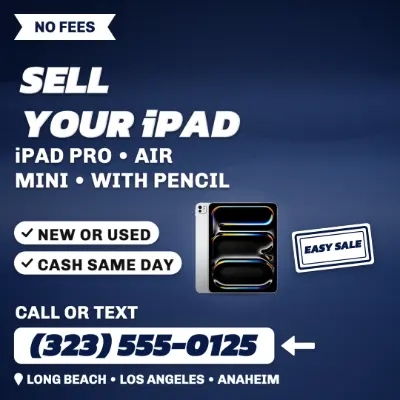 NO FEES
SELL
YOUR iPAD
iPAD PRO • AIR
MINI • WITH PENCIL
NEW OR USED
CASH SAME DAY
EASY SALE
CALL OR TEXT
(323) 555-0125
LONG BEACH • LOS ANGELES • ANAHEIM